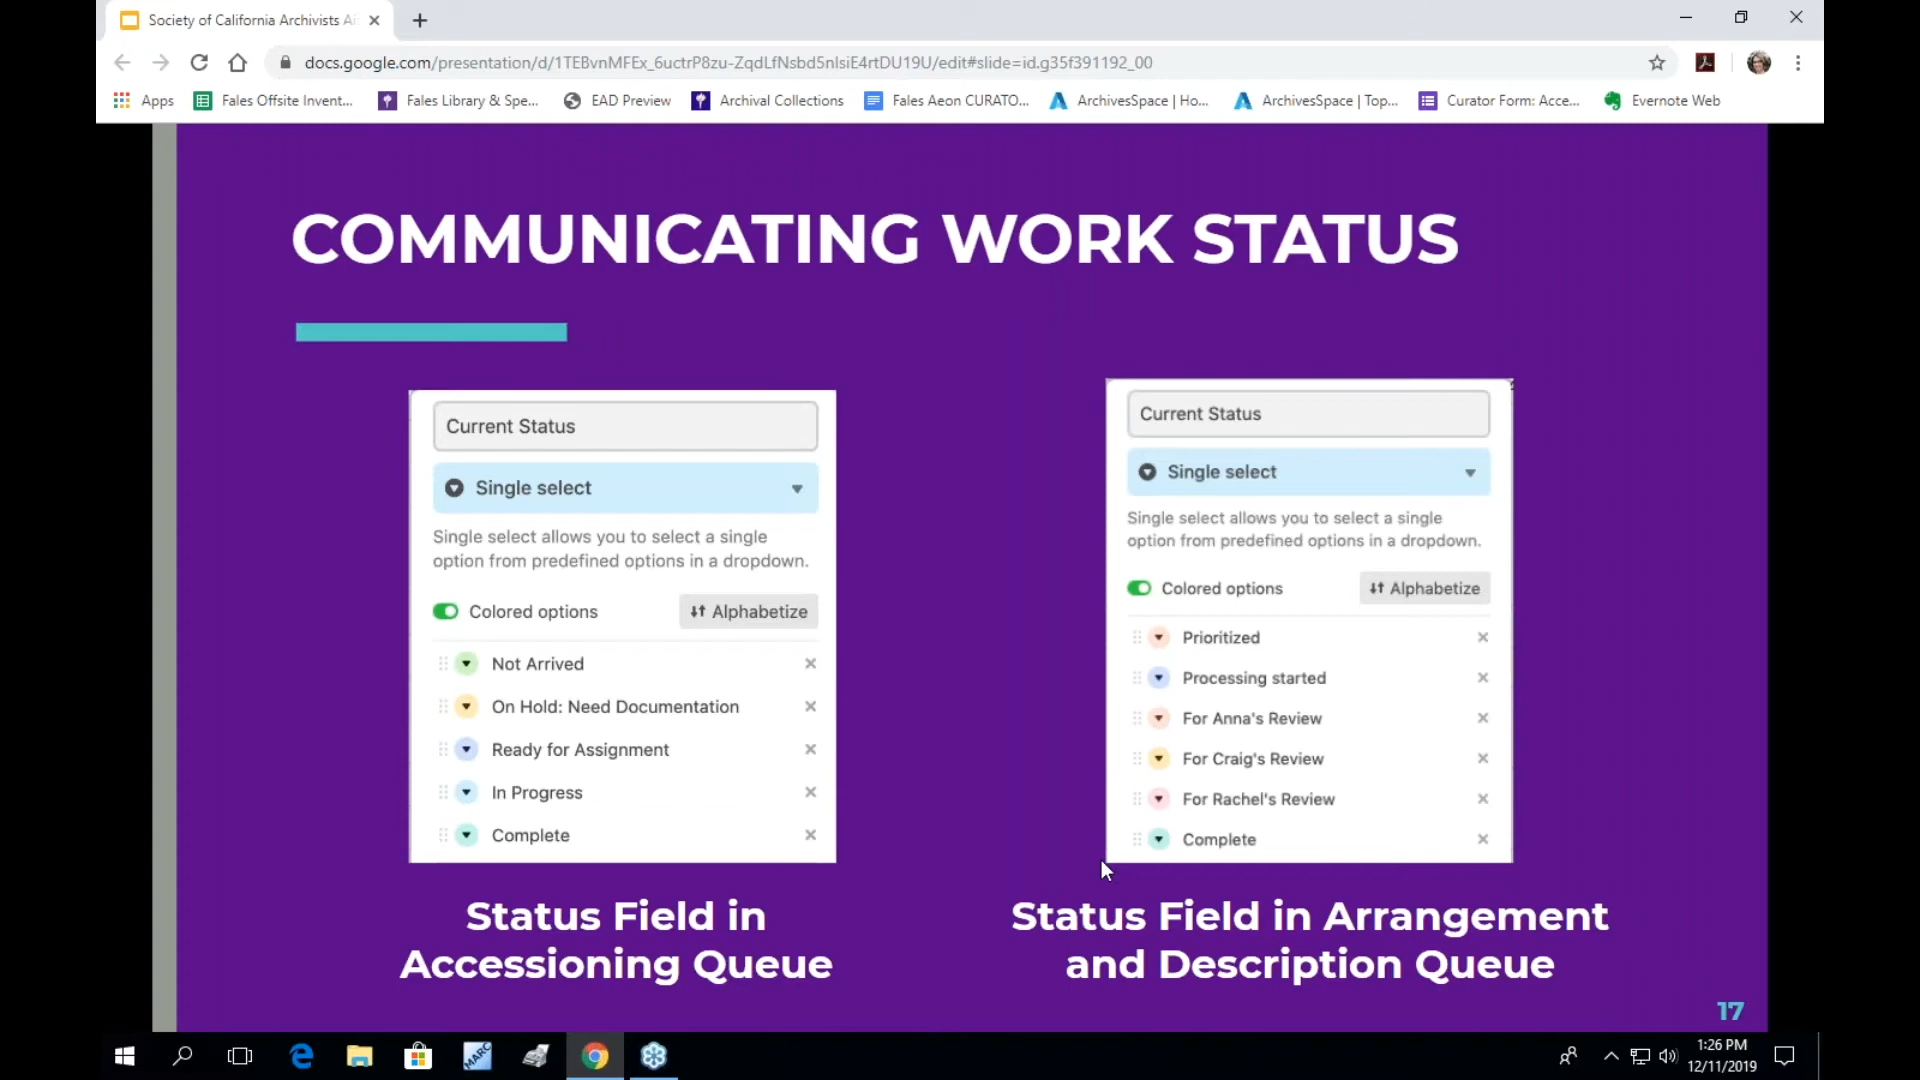 Society of California Archivists Ai
docs.google.com/presentation/d/1TEBvnMFEx_6uctrP8zu-ZqdLfNsbd5nlsiE4rtDU19U/edit#slide=id.g35f391192_00
Apps
Fales Offsite Invent...
Fales Library & Spe...
EAD Preview
Archival Collections
Fales Aeon CURATO...
ArchivesSpace | Ho...
ArchivesSpace | Top...
Curator Form: Acce...
Evernote Web
COMMUNICATING WORK STATUS
Current Status
Single select
Single select allows you to select a single
option from predefined options in a dropdown.
Colored options
Alphabetize
Not Arrived
On Hold: Need Documentation
Ready for Assignment
In Progress
Complete
Status Field in
Accessioning Queue
Current Status
Single select
Single select allows you to select a single
option from predefined options in a dropdown.
Colored options
Alphabetize
Prioritized
Processing started
For Anna's Review
For Craig's Review
For Rachel's Review
Complete
Status Field in Arrangement
and Description Queue
17
MARC
1:26 PM
12/11/2019